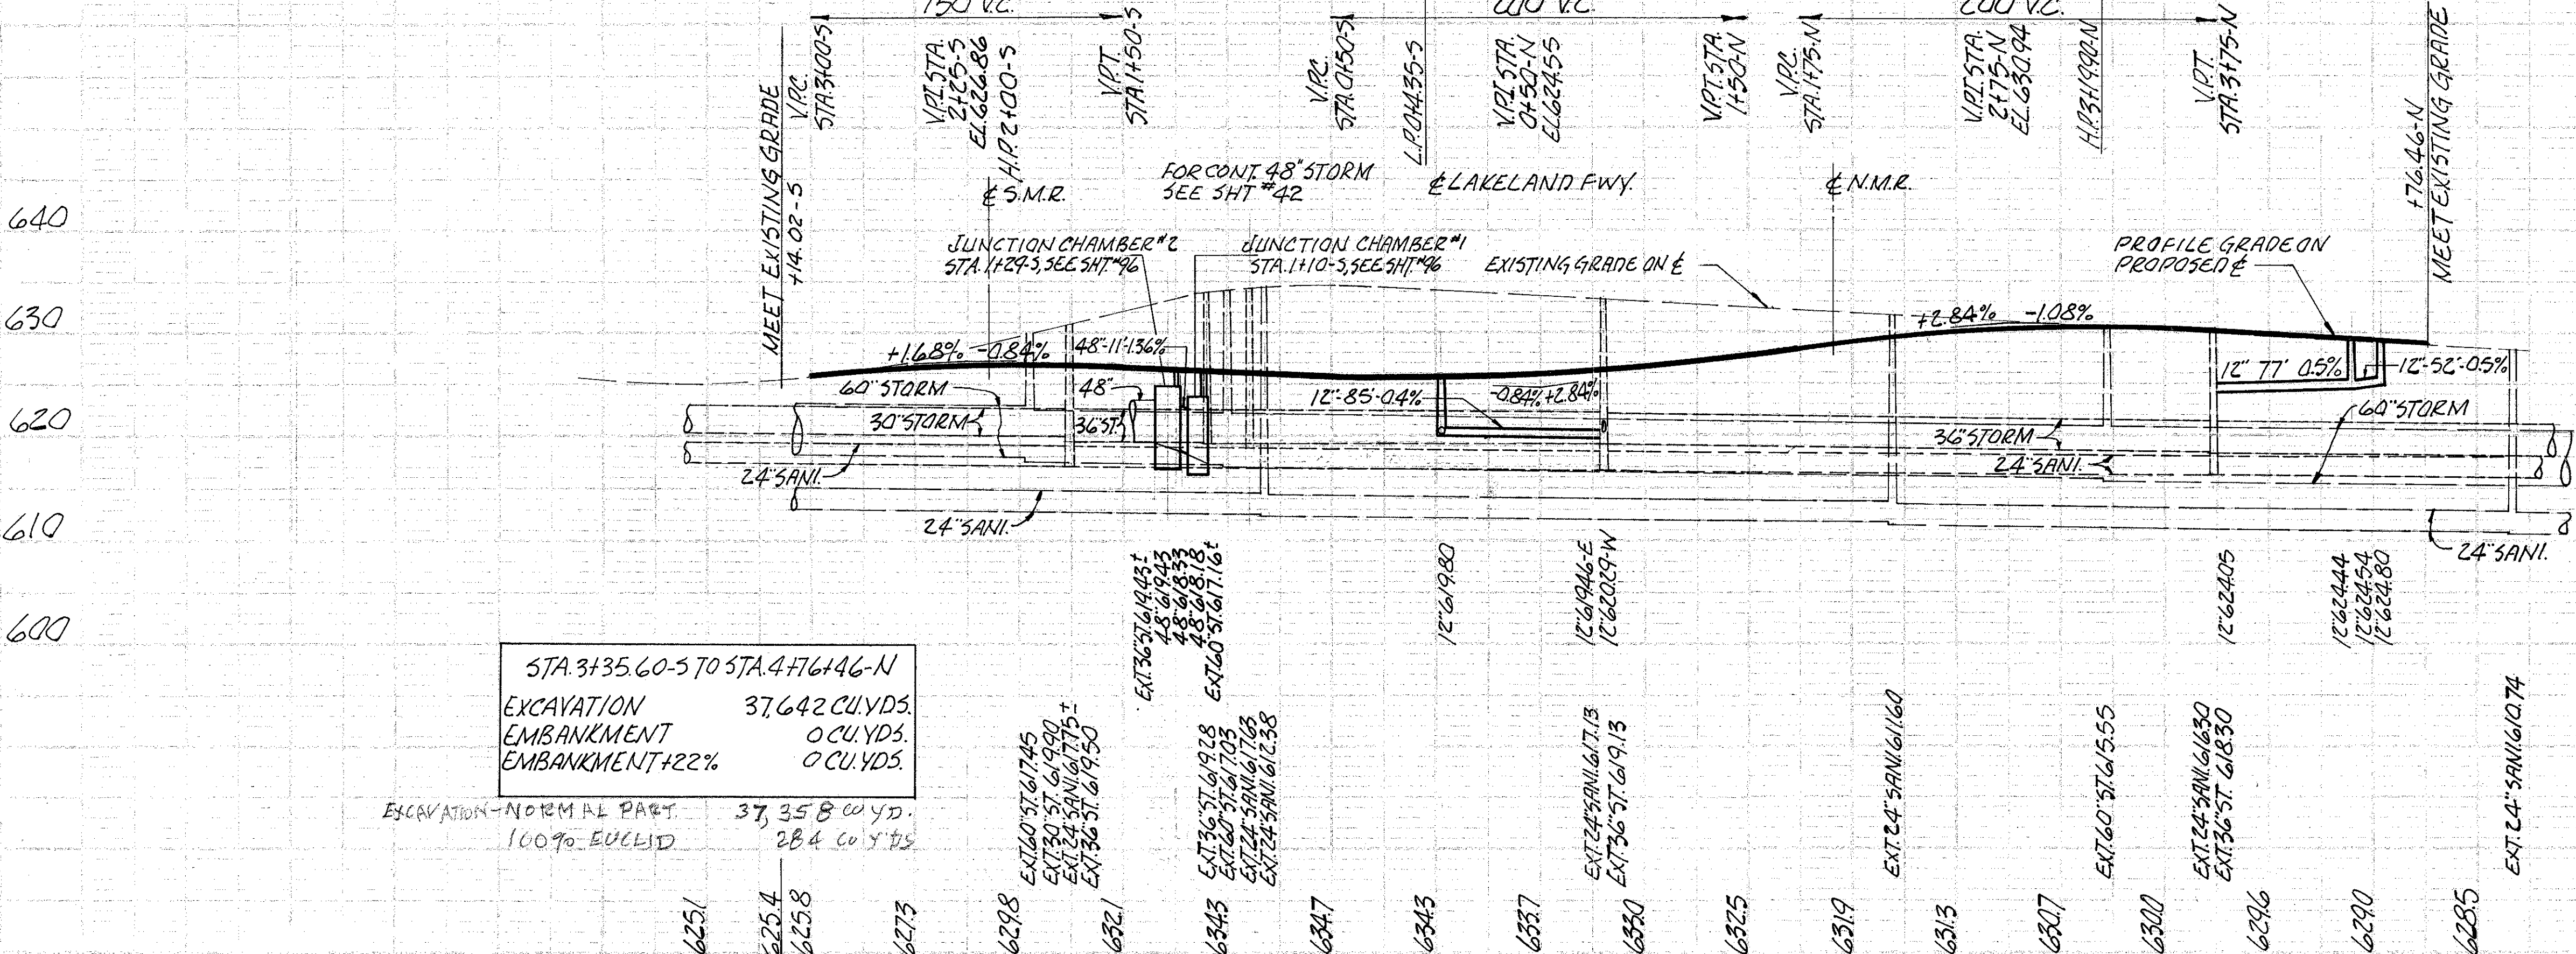 150' V.C.
200' V.C.
200' V.C.
MEET EXISTING GRADE
+14.02-S
V.P.C.
STA.3+00-S
V.P.I. STA.
2+25-S
EL.626.86
H.P. 2+00-S
V.P.T.
STA.1+50-S
V.P.C.
STA.0+50-S
L.P.0+43.5-S
V.P.I. STA.
0+50-N
EL.624.55
V.P.T. STA.
1+50-N
V.P.C.
STA.1+75-N
V.P.I. STA.
2+75-N
EL.630.94
H.P.3+19.90-N
V.P.T.
STA.3+75-N
+76.46-N
MEET EXISTING GRADE
℄ S.M.R.
FOR CONT. 48" STORM
SEE SHT #42
℄ LAKELAND FWY.
℄ N.M.R.
640
630
620
610
600
JUNCTION CHAMBER #2
STA.1+29-S, SEE SHT.#96
JUNCTION CHAMBER #1
STA.1+10-S, SEE SHT.#96
EXISTING GRADE ON ℄
PROFILE GRADE ON
PROPOSED ℄
+1.68% -0.84%
48"-11'-1.36%
+2.84% -1.08%
60" STORM
48"
30" STORM
36" ST.
12"-85'-0.4%
-0.84% +2.84%
12" 77' 0.5%
12"-52'-0.5%
60" STORM
36" STORM
24" SANI.
24" SANI.
24" SANI.
24" SANI.
EXT.36" ST.619.43±
48" 619.43
48" 618.33
48" 618.18
EXT.60" ST.617.16±
12" 619.80
12" 619.46-E
12" 620.29-W
12" 624.05
12" 624.44
12" 624.54
12" 624.80
STA.3+35.60-S TO STA.4+76+46-N
EXCAVATION 37,642 CU.YDS.
EMBANKMENT 0 CU.YDS.
EMBANKMENT+22% 0 CU.YDS.
EXCAVATION-NORMAL PART. 37,358 CU YD.
100% EUCLID 284 CU YDS
EXT.60" ST.617.45
EXT.30" ST.619.90
EXT.24" SANI.617.75±
EXT.36" ST.619.50
EXT.36" ST.619.28
EXT.60" ST.617.03
EXT.24" SANI.617.63
EXT.24" SANI.612.38
EXT.24" SANI.617.13
EXT.36" ST.619.13
EXT.24" SANI.611.60
EXT.60" ST.615.55
EXT.24" SANI.616.30
EXT.36" ST.618.30
EXT.24" SANI.610.74
625.1
625.4
625.8
627.3
629.8
632.1
634.3
634.7
634.3
633.7
633.0
632.5
631.9
631.3
630.7
630.0
629.6
629.0
628.5